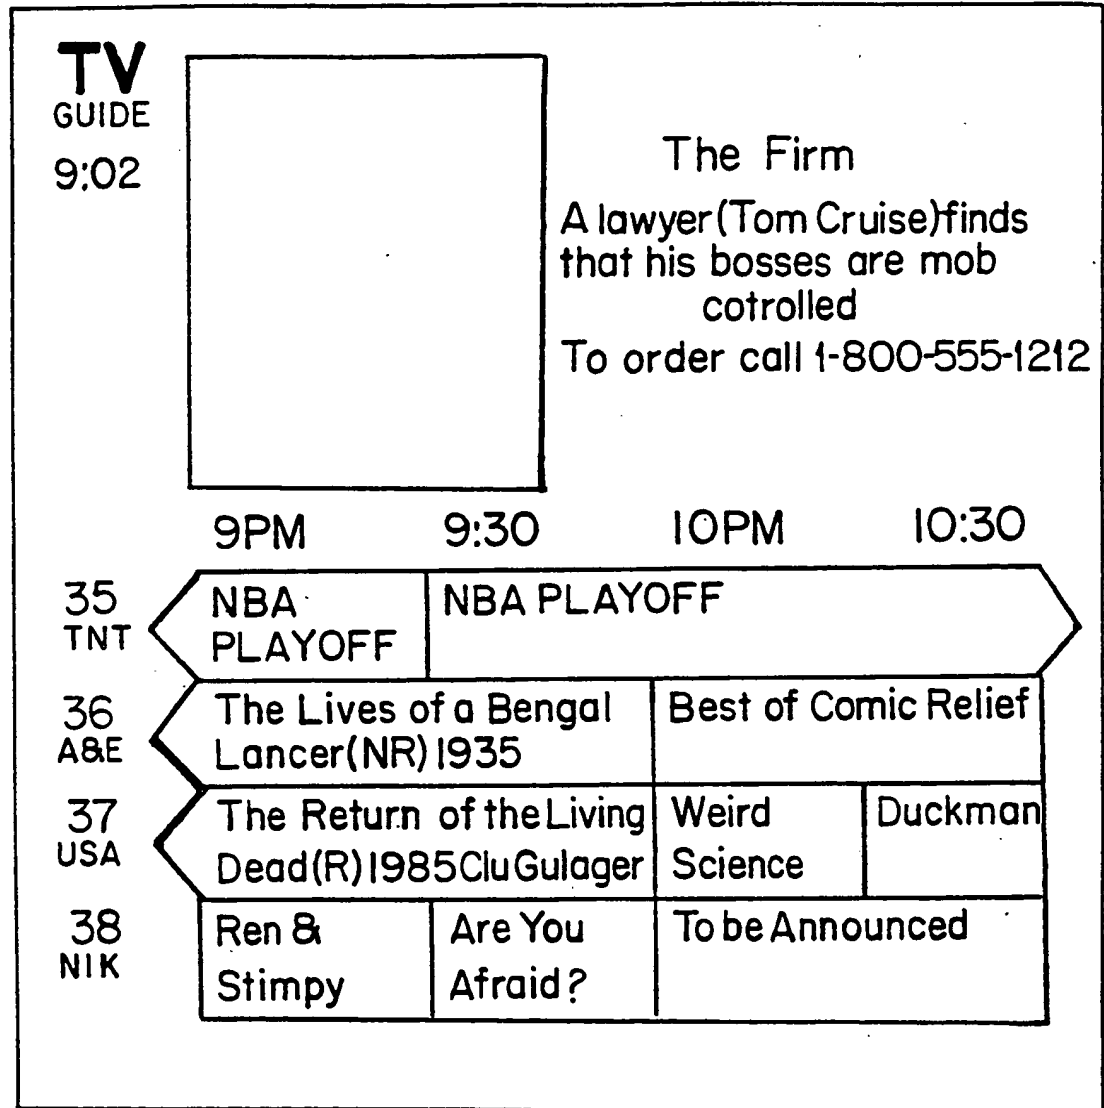 TV
GUIDE
9:02
The Firm
A lawyer (Tom Cruise) finds
that his bosses are mob
cotrolled
To order call 1-800-555-1212
9PM 9:30 10PM 10:30
35
TNT
NBA
PLAYOFF
NBA PLAYOFF
36
A&E
The Lives of a Bengal
Lancer (NR) 1935
Best of Comic Relief
37
USA
The Return of the Living
Dead (R) 1985 Clu Gulager
Weird
Science
Duckman
38
NIK
Ren &
Stimpy
Are You
Afraid?
To be Announced